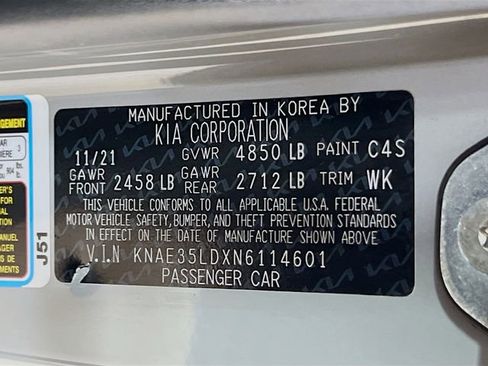 MANUFACTURED IN KOREA BY
KIA CORPORATION
11/21 GVWR 4850 LB PAINT C4S
GAWR FRONT 2458 LB GAWR REAR 2712 LB TRIM WK
THIS VEHICLE CONFORMS TO ALL APPLICABLE U.S.A. FEDERAL
MOTOR VEHICLE SAFETY, BUMPER, AND THEFT PREVENTION STANDARDS
IN EFFECT ON THE DATE OF MANUFACTURE SHOWN ABOVE
V.I.N KNAE35LDXN6114601
PASSENGER CAR
J51